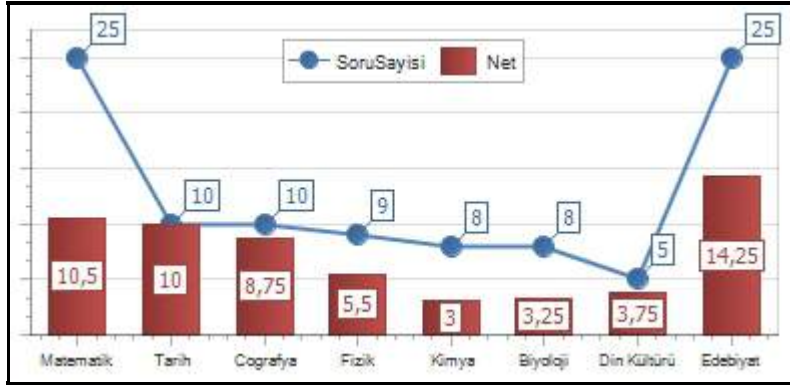 25
25
SoruSayisi
Net
10
10
9
8
8
5
10,5
10
8,75
5,5
3
3,25
3,75
14,25
Matematik
Tarih
Cografya
Fizik
Kimya
Biyoloji
Din Kültürü
Edebiyat